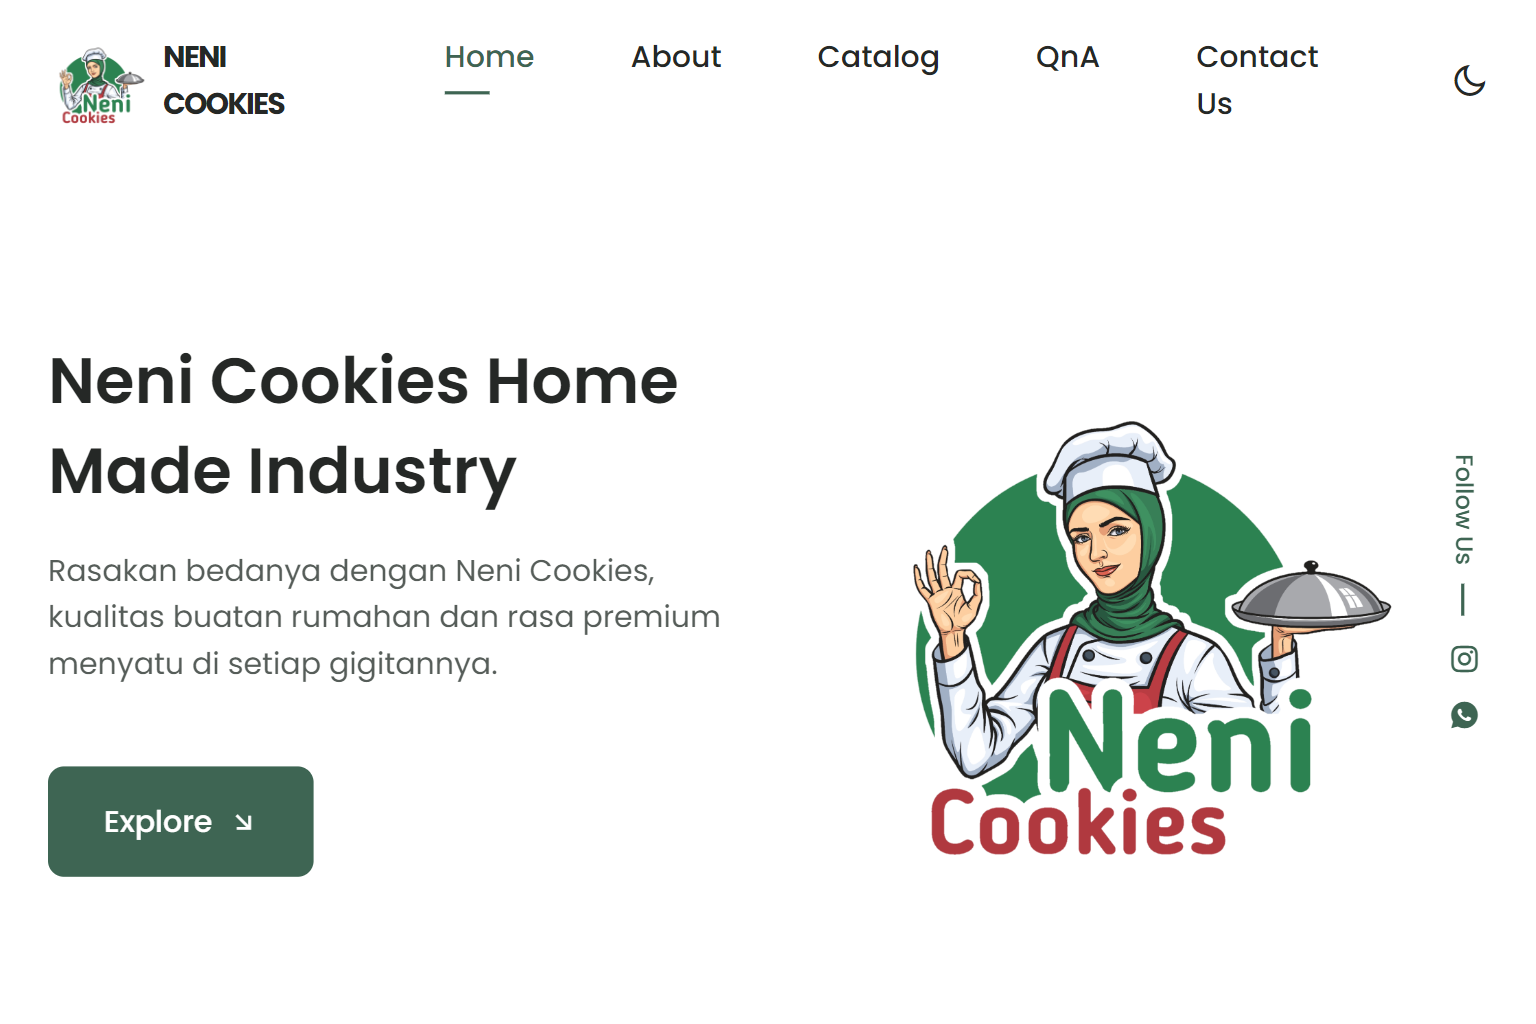 Neni
Cookies
NENI
COOKIES
Home
About
Catalog
QnA
Contact
Us
Neni Cookies Home
Made Industry
Rasakan bedanya dengan Neni Cookies,
kualitas buatan rumahan dan rasa premium
menyatu di setiap gigitannya.
Explore
Neni
Cookies
Follow Us